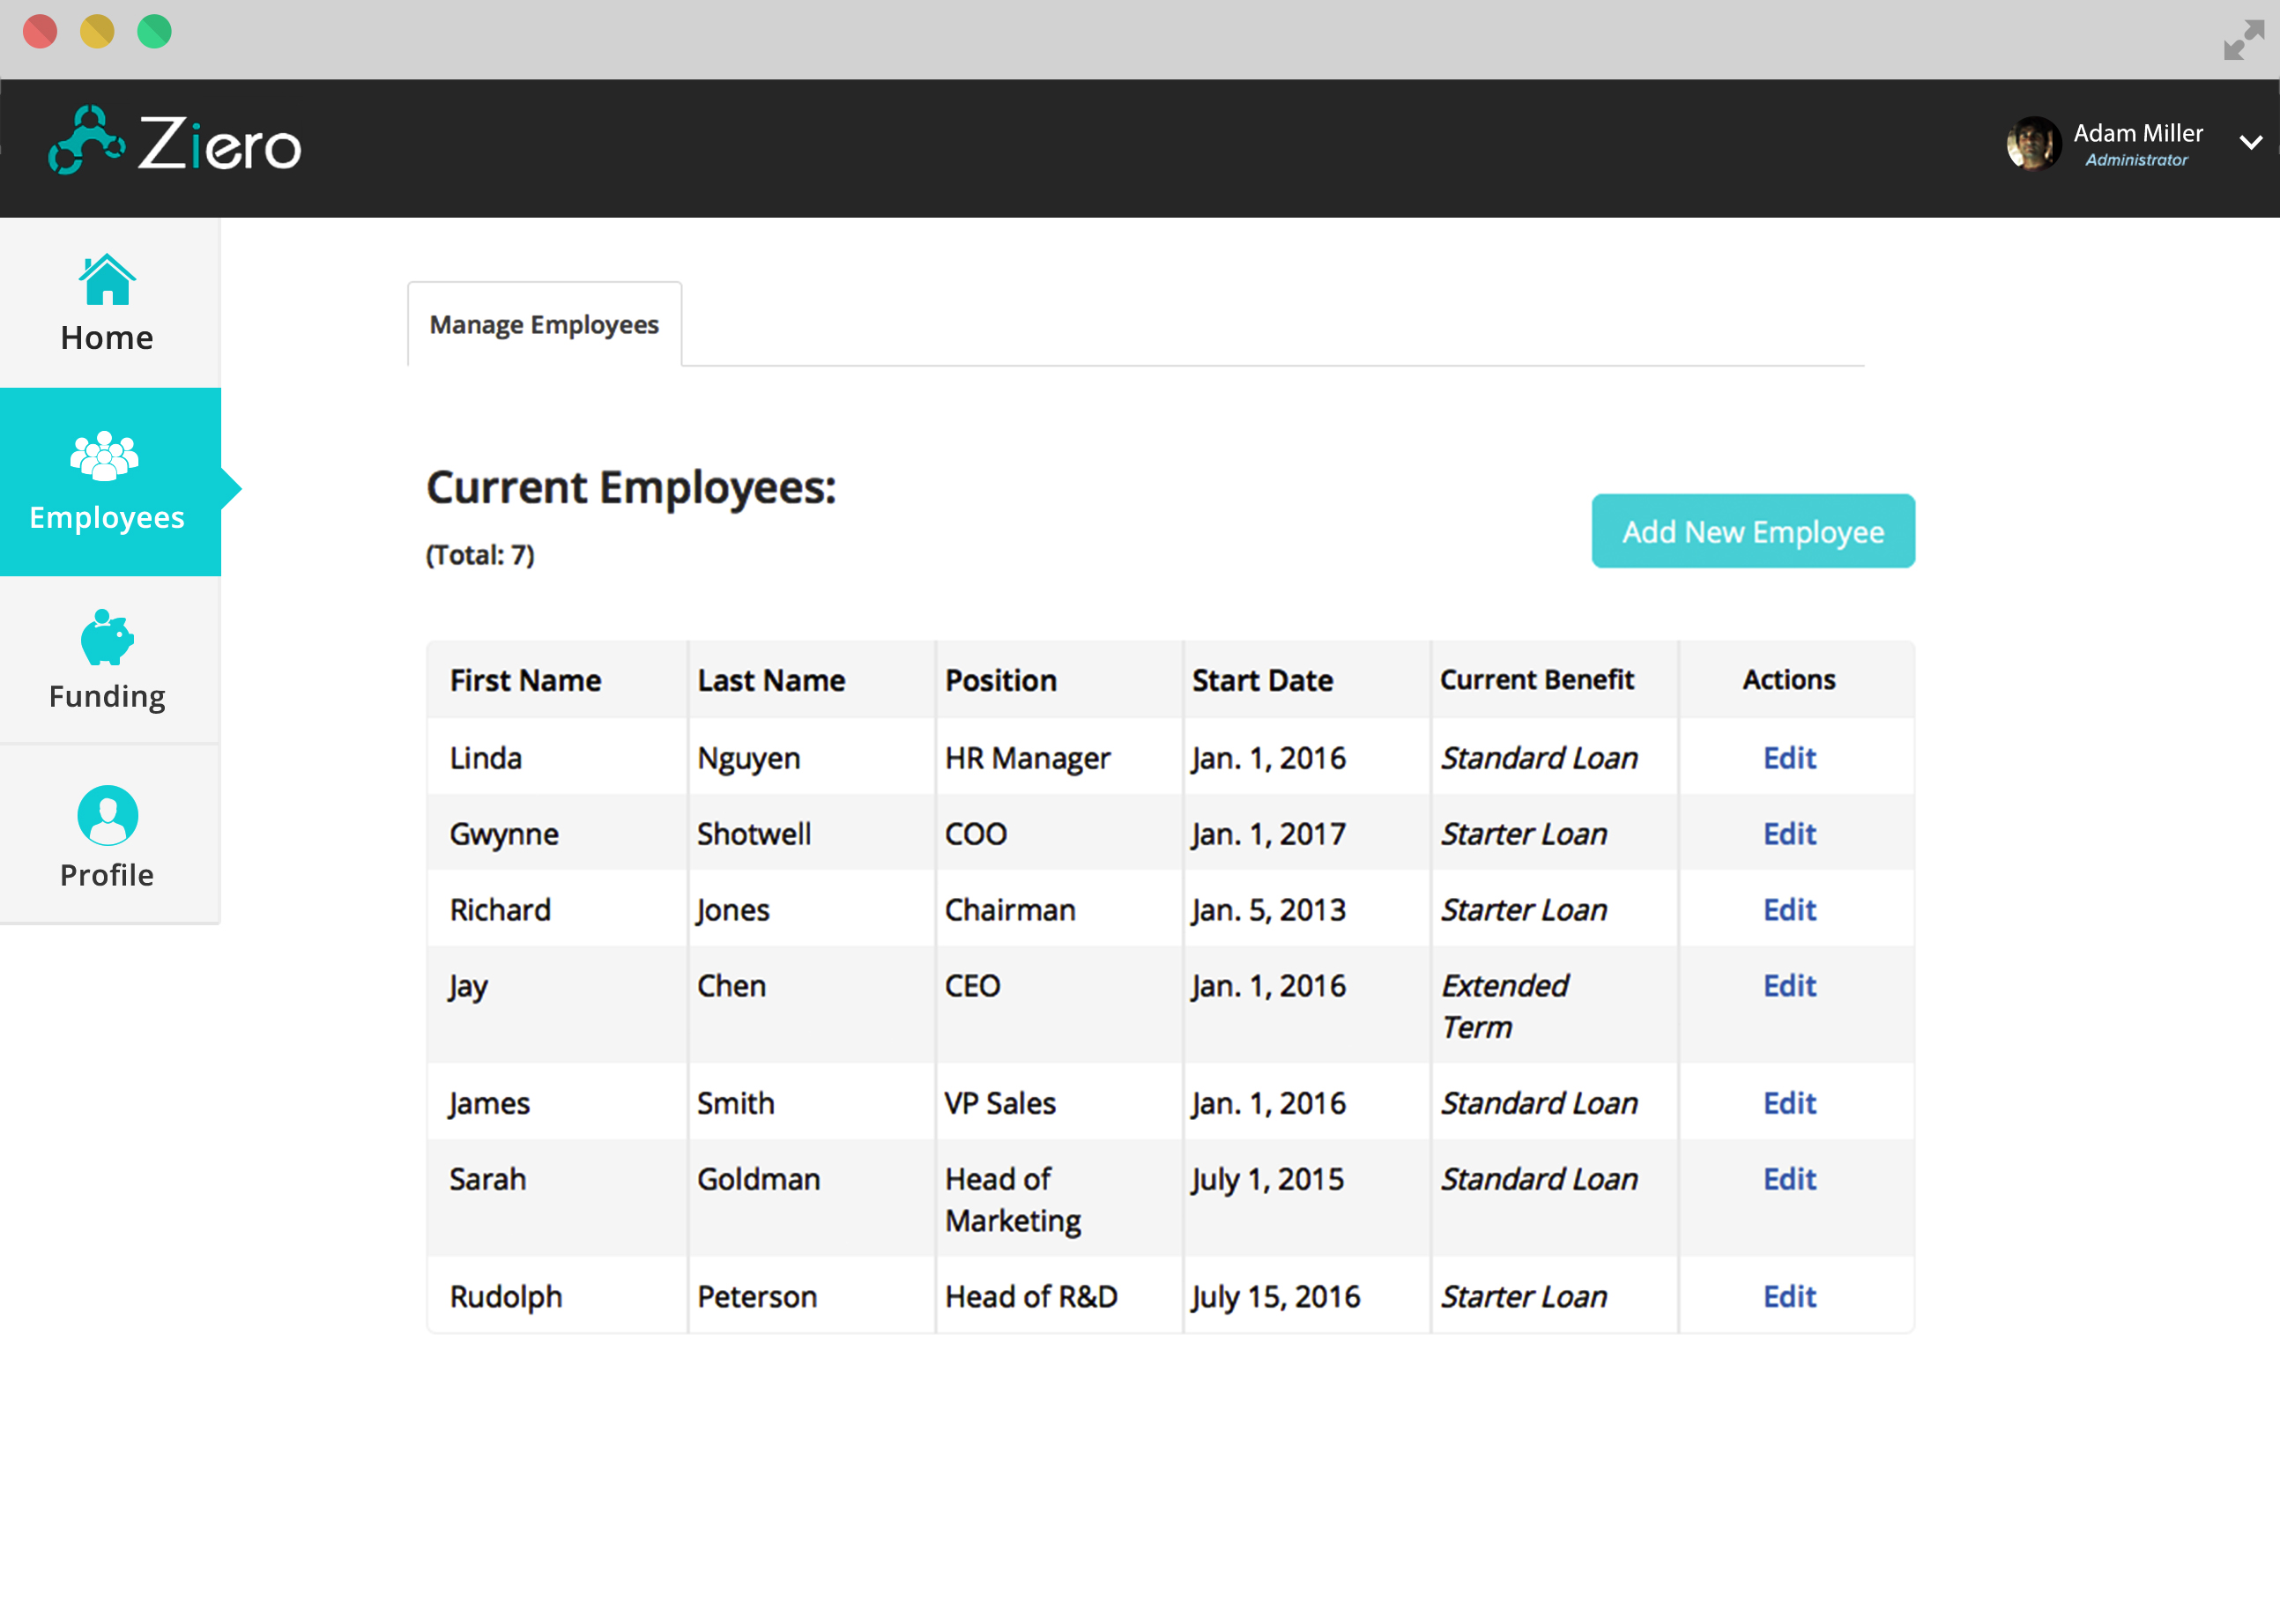 Ziero
Adam Miller
Administrator
Home
Employees
Funding
Profile
Manage Employees
Current Employees:
(Total: 7)
Add New Employee
First Name Last Name Position Start Date Current Benefit Actions
Linda Nguyen HR Manager Jan. 1, 2016 Standard Loan Edit
Gwynne Shotwell COO Jan. 1, 2017 Starter Loan Edit
Richard Jones Chairman Jan. 5, 2013 Starter Loan Edit
Jay Chen CEO Jan. 1, 2016 Extended Edit
Term
James Smith VP Sales Jan. 1, 2016 Standard Loan Edit
Sarah Goldman Head of July 1, 2015 Standard Loan Edit
Marketing
Rudolph Peterson Head of R&D July 15, 2016 Starter Loan Edit